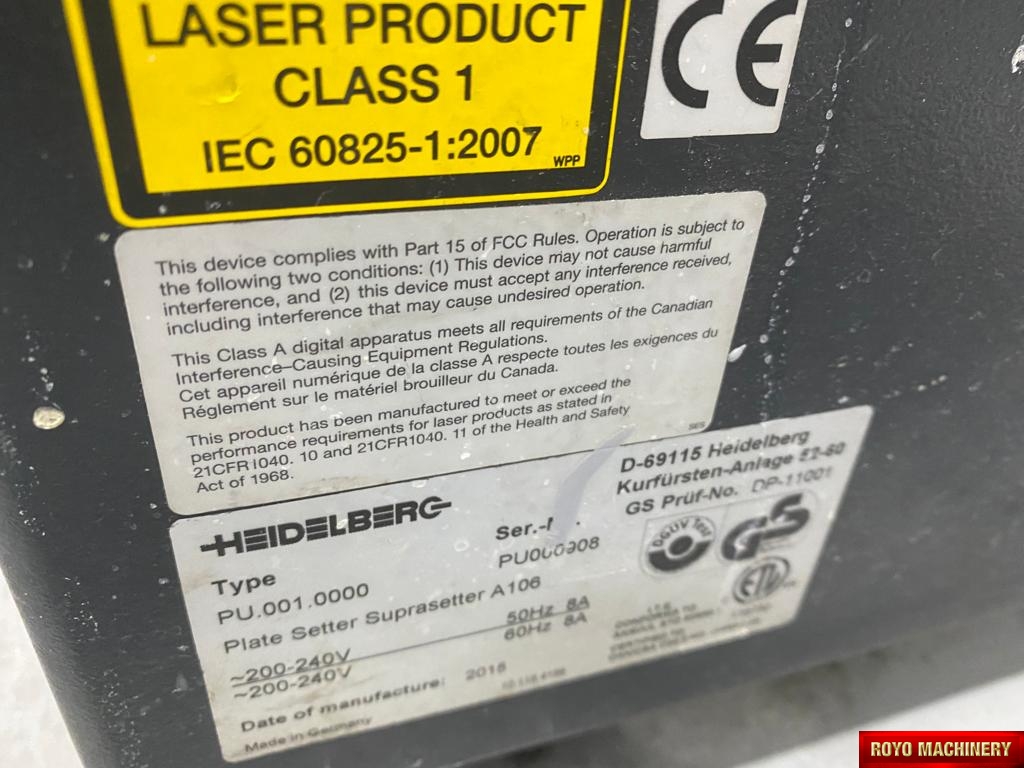 LASER PRODUCT
CLASS 1
IEC 60825-1:2007
WPP
CE
This device complies with Part 15 of FCC Rules. Operation is subject to
the following two conditions: (1) This device may not cause harmful
interference, and (2) this device must accept any interference received,
including interference that may cause undesired operation.
This Class A digital apparatus meets all requirements of the Canadian
Interference-Causing Equipment Regulations.
Cet appareil numérique de la classe A respecte toutes les exigences du
Réglement sur le matériel brouilleur du Canada.
This product has been manufactured to meet or exceed the
performance requirements for laser products as stated in
21CFR1040. 10 and 21CFR1040. 11 of the Health and Safety
Act of 1968.
SES
HEIDELBERG
D-69115 Heidelberg
Kurfürsten-Anlage 52-60
GS Prüf-No. DP-11001
Type
Ser.-
PU.001.0000
PU000908
DGUV Test
GS
ETL
Plate Setter Suprasetter A106
~200-240V 50Hz 8A
~200-240V 60Hz 8A
Date of manufacture:
Made in Germany
ROYO MACHINERY